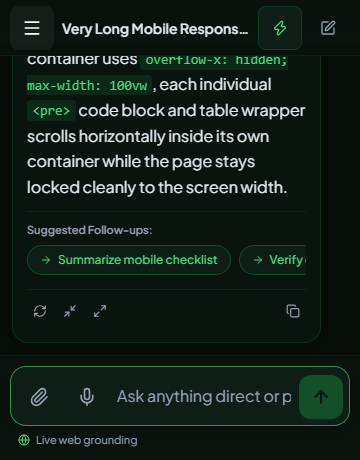 Very Long Mobile Respons...
container uses overflow-x: hidden;
max-width: 100vw, each individual
<pre> code block and table wrapper
scrolls horizontally inside its own
container while the page stays
locked cleanly to the screen width.
Suggested Follow-ups:
→ Summarize mobile checklist → Verify
Ask anything direct or p
Live web grounding